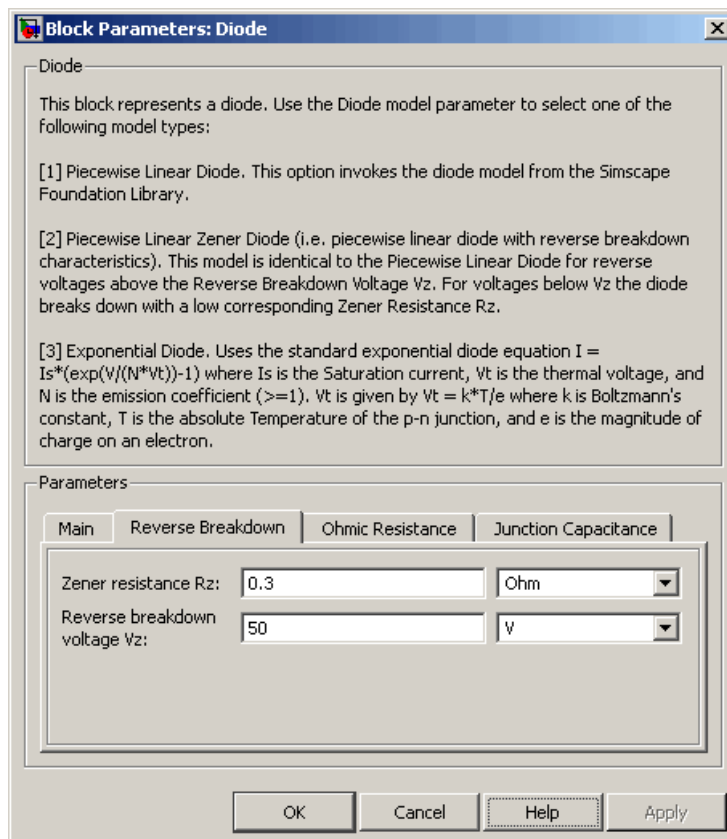 Block Parameters: Diode
Diode
This block represents a diode. Use the Diode model parameter to select one of the
following model types:
[1] Piecewise Linear Diode. This option invokes the diode model from the Simscape
Foundation Library.
[2] Piecewise Linear Zener Diode (i.e. piecewise linear diode with reverse breakdown
characteristics). This model is identical to the Piecewise Linear Diode for reverse
voltages above the Reverse Breakdown Voltage Vz. For voltages below Vz the diode
breaks down with a low corresponding Zener Resistance Rz.
[3] Exponential Diode. Uses the standard exponential diode equation I =
Is*(exp(V/(N*Vt))-1) where Is is the Saturation current, Vt is the thermal voltage, and
N is the emission coefficient (>=1). Vt is given by Vt = k*T/e where k is Boltzmann's
constant, T is the absolute Temperature of the p-n junction, and e is the magnitude of
charge on an electron.
Parameters
Main Reverse Breakdown Ohmic Resistance Junction Capacitance
Zener resistance Rz: 0.3 Ohm
Reverse breakdown
voltage Vz: 50 V
OK Cancel Help Apply